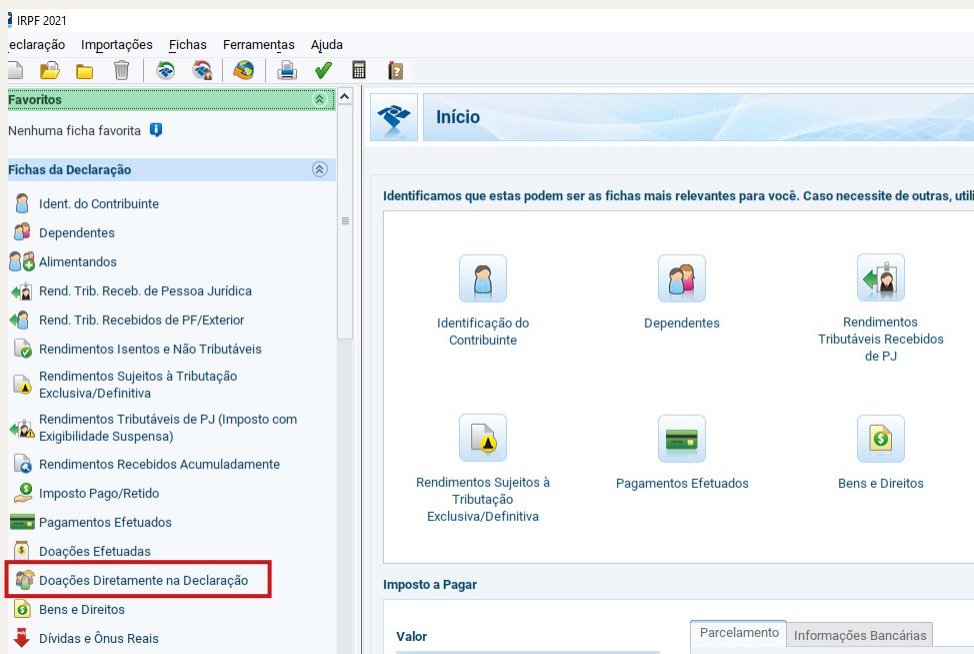 IRPF 2021
eclaração Importações Fichas Ferramentas Ajuda
Favoritos
Nenhuma ficha favorita
Fichas da Declaração
Ident. do Contribuinte
Dependentes
Alimentandos
Rend. Trib. Receb. de Pessoa Jurídica
Rend. Trib. Recebidos de PF/Exterior
Rendimentos Isentos e Não Tributáveis
Rendimentos Sujeitos à Tributação
Exclusiva/Definitiva
Rendimentos Tributáveis de PJ (Imposto com
Exigibilidade Suspensa)
Rendimentos Recebidos Acumuladamente
Imposto Pago/Retido
Pagamentos Efetuados
Doações Efetuadas
Doações Diretamente na Declaração
Bens e Direitos
Dívidas e Ônus Reais
Início
Identificamos que estas podem ser as fichas mais relevantes para você. Caso necessite de outras, utili
Identificação do
Contribuinte
Dependentes
Rendimentos
Tributáveis Recebidos
de PJ
Rendimentos Sujeitos à
Tributação
Exclusiva/Definitiva
Pagamentos Efetuados
Bens e Direitos
Imposto a Pagar
Valor
Parcelamento
Informações Bancárias